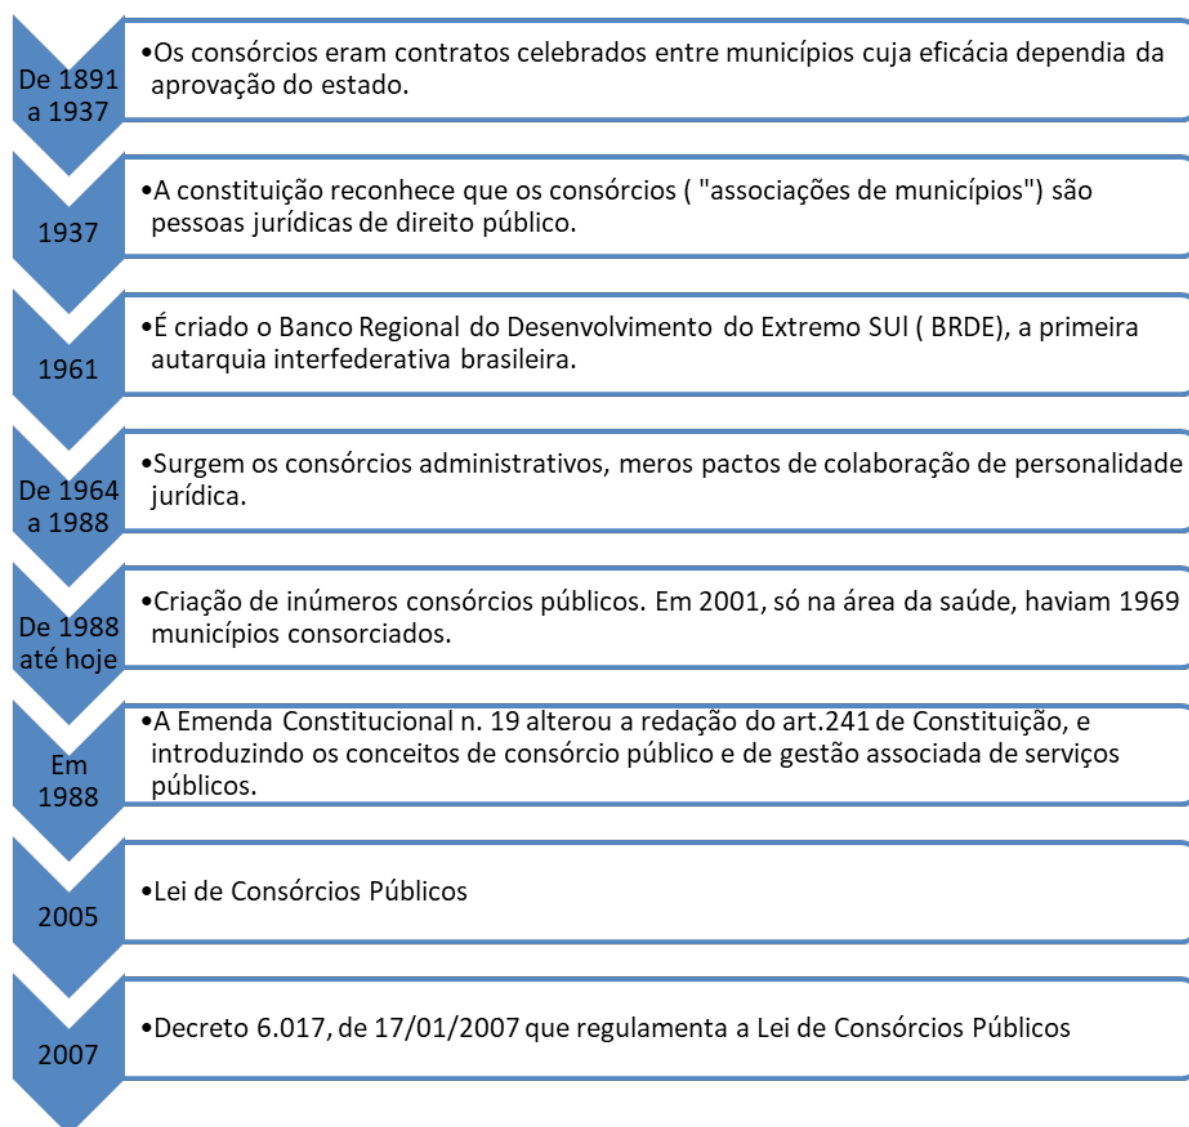 De 1891
a 1937
•Os consórcios eram contratos celebrados entre municípios cuja eficácia dependia da
aprovação do estado.
1937
•A constituição reconhece que os consórcios ( "associações de municípios") são
pessoas jurídicas de direito público.
1961
•É criado o Banco Regional do Desenvolvimento do Extremo SUl ( BRDE), a primeira
autarquia interfederativa brasileira.
De 1964
a 1988
•Surgem os consórcios administrativos, meros pactos de colaboração de personalidade
jurídica.
De 1988
até hoje
•Criação de inúmeros consórcios públicos. Em 2001, só na área da saúde, haviam 1969
municípios consorciados.
Em
1988
•A Emenda Constitucional n. 19 alterou a redação do art.241 de Constituição, e
introduzindo os conceitos de consórcio público e de gestão associada de serviços
públicos.
2005
•Lei de Consórcios Públicos
2007
•Decreto 6.017, de 17/01/2007 que regulamenta a Lei de Consórcios Públicos